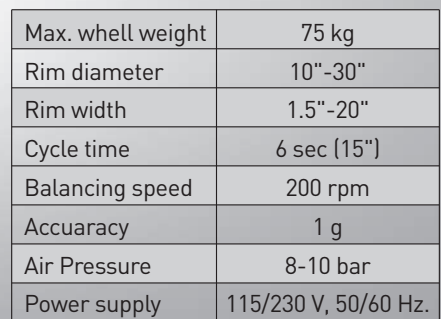 Max. whell weight 75 kg
Rim diameter 10"-30"
Rim width 1.5"-20"
Cycle time 6 sec (15")
Balancing speed 200 rpm
Accuaracy 1 g
Air Pressure 8-10 bar
Power supply 115/230 V, 50/60 Hz.